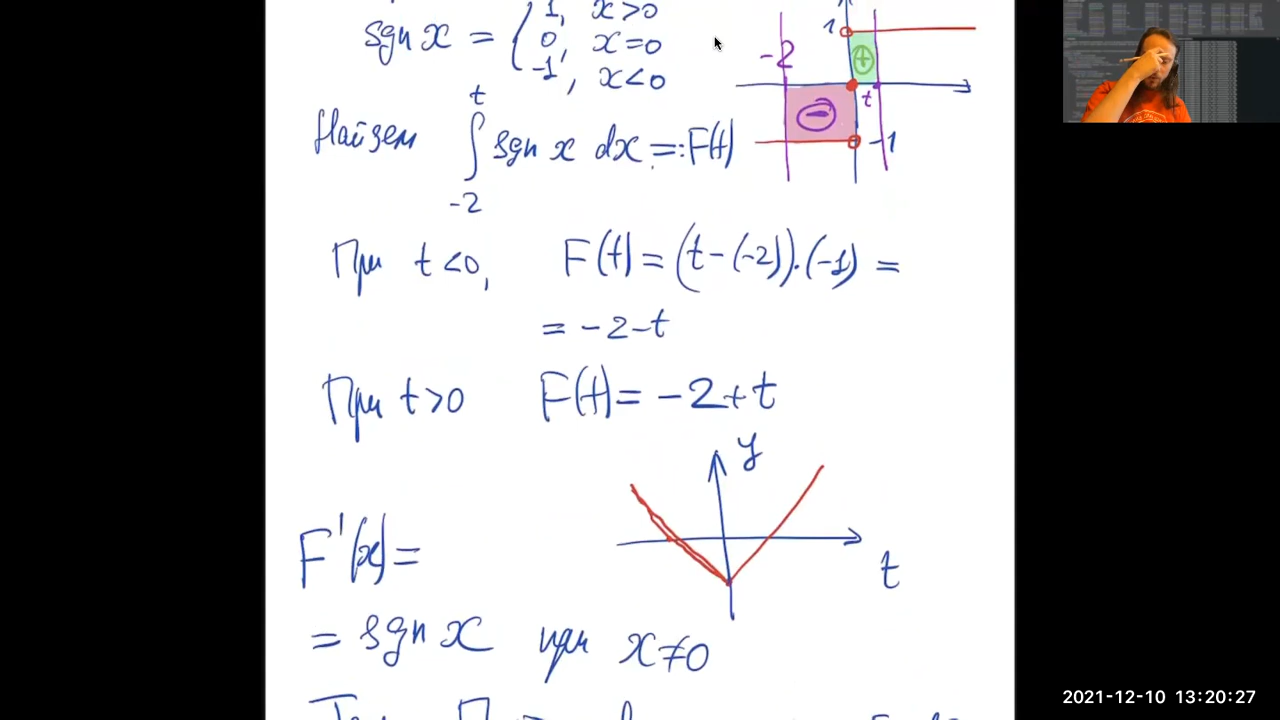 sgn x = { 1, x>0
0, x=0
-1, x<0
1
-2
+
t
-
-1
Найдем ∫_{-2}^{t} sgn x dx =: F(t)
При t<0, F(t) = (t-(-2))·(-1) =
= -2-t
При t>0 F(t) = -2+t
y
t
F'(x) =
= sgn x при x≠0
2021-12-10 13:20:27